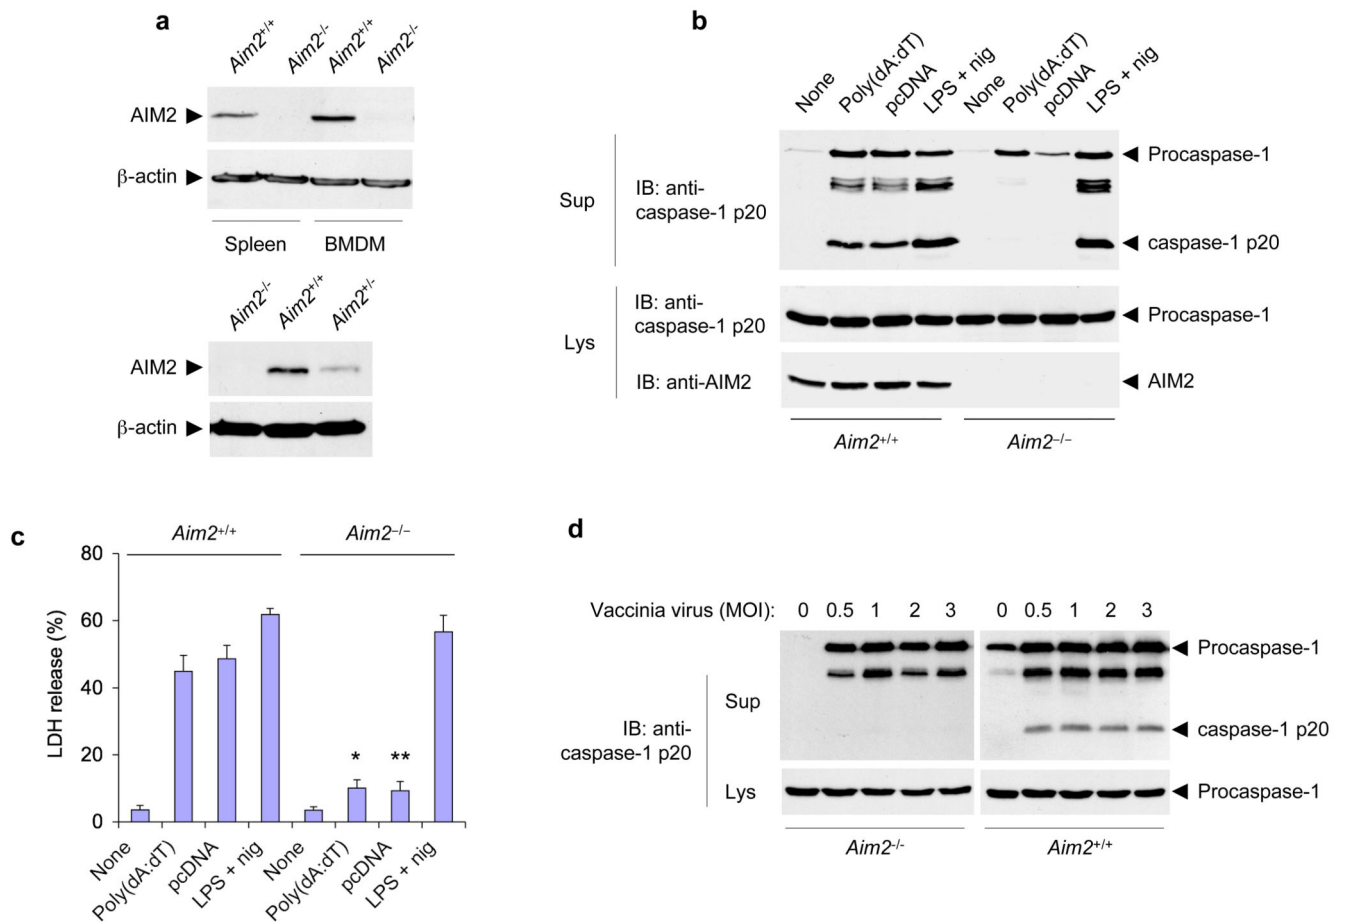 a
Aim2+/+ Aim2-/- Aim2+/+ Aim2-/-
AIM2
β-actin
Spleen BMDM
Aim2-/- Aim2+/+ Aim2+/-
AIM2
β-actin
b
None Poly(dA:dT) pcDNA LPS + nig None Poly(dA:dT) pcDNA LPS + nig
Sup
IB: anti-
caspase-1 p20
Procaspase-1
caspase-1 p20
Lys
IB: anti-
caspase-1 p20
Procaspase-1
IB: anti-AIM2
AIM2
Aim2+/+ Aim2–/–
c
Aim2+/+ Aim2–/–
LDH release (%)
80
60
40
20
0
* **
None Poly(dA:dT) pcDNA LPS + nig None Poly(dA:dT) pcDNA LPS + nig
d
Vaccinia virus (MOI): 0 0.5 1 2 3 0 0.5 1 2 3
IB: anti-
caspase-1 p20
Sup
Procaspase-1
caspase-1 p20
Lys
Procaspase-1
Aim2-/- Aim2+/+